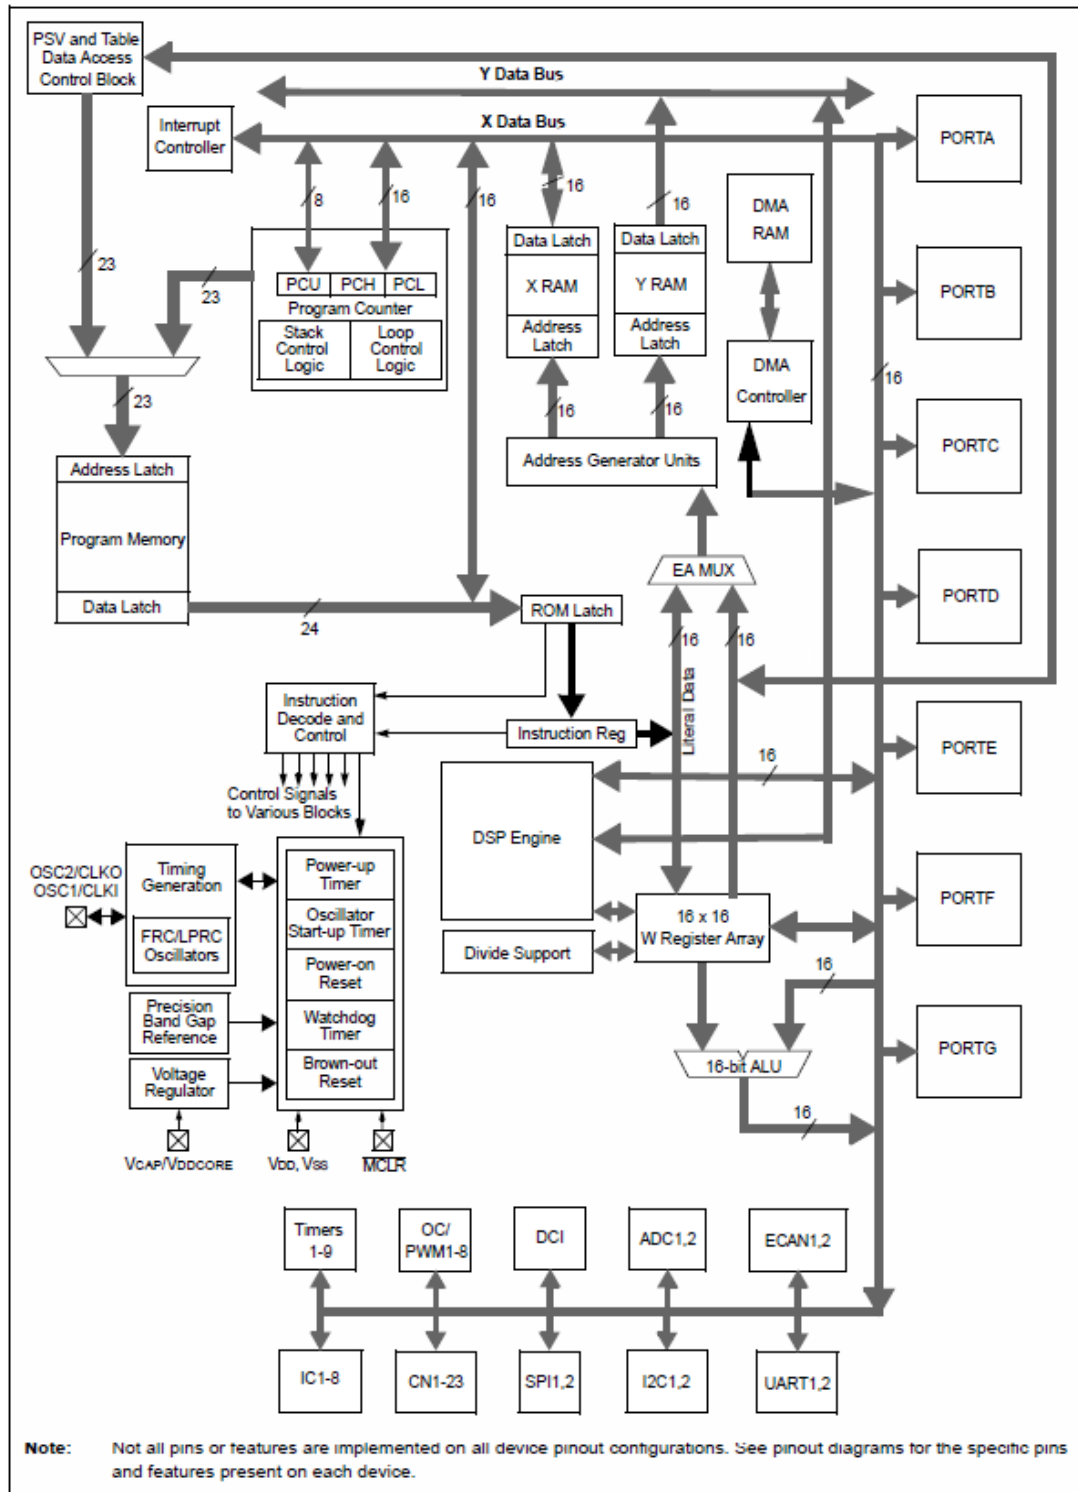 PSV and Table
Data Access
Control Block
Y Data Bus
Interrupt
Controller
X Data Bus
PORTA
8
16
16
16
16
DMA
RAM
Data Latch
Data Latch
23
23
PCU
PCH
PCL
Program Counter
X RAM
Y RAM
PORTB
Stack
Control
Logic
Loop
Control
Logic
Address
Latch
Address
Latch
DMA
Controller
16
23
16
16
PORTC
Address Latch
Address Generator Units
Program Memory
EA MUX
Data Latch
24
ROM Latch
PORTD
16
16
Literal Data
Instruction
Decode and
Control
Instruction Reg
PORTE
16
Control Signals
to Various Blocks
DSP Engine
OSC2/CLKO
OSC1/CLKI
Timing
Generation
Power-up
Timer
FRC/LPRC
Oscillators
Oscillator
Start-up Timer
PORTF
16 x 16
W Register Array
Divide Support
Power-on
Reset
16
Precision
Band Gap
Reference
Watchdog
Timer
PORTG
16-bit ALU
Voltage
Regulator
Brown-out
Reset
16
VCAP/VDDCORE
VDD, VSS
MCLR
Timers
1-9
OC/
PWM1-8
DCI
ADC1,2
ECAN1,2
IC1-8
CN1-23
SPI1,2
I2C1,2
UART1,2
Note: Not all pins or features are implemented on all device pinout configurations. See pinout diagrams for the specific pins
and features present on each device.